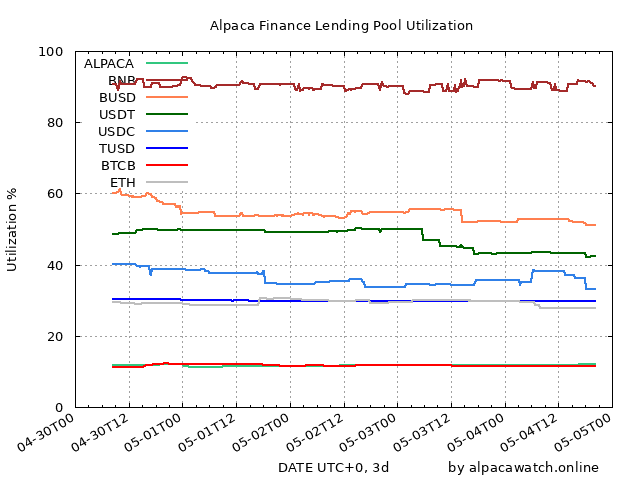 Alpaca Finance Lending Pool Utilization
100
80
60
40
20
0
Utilization %
ALPACA
BNB
BUSD
USDT
USDC
TUSD
BTCB
ETH
04-30T00
04-30T12
05-01T00
05-01T12
05-02T00
05-02T12
05-03T00
05-03T12
05-04T00
05-04T12
05-05T00
DATE UTC+0, 3d
by alpacawatch.online